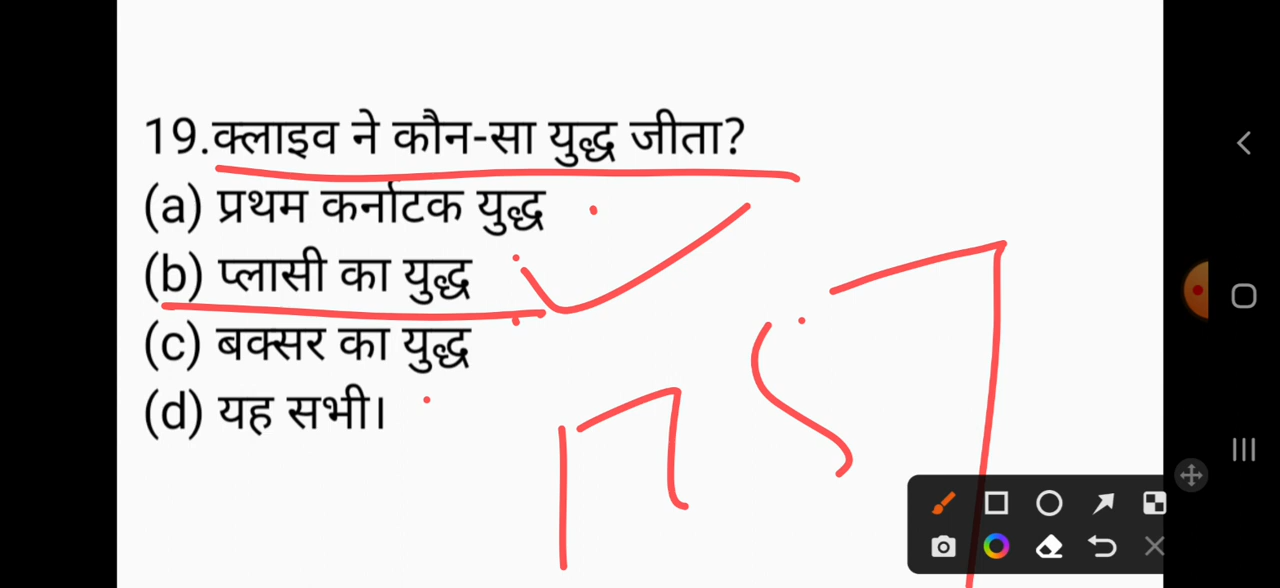 19.क्लाइव ने कौन-सा युद्ध जीता?
(a) प्रथम कर्नाटक युद्ध
(b) प्लासी का युद्ध
(c) बक्सर का युद्ध
(d) यह सभी।
1757